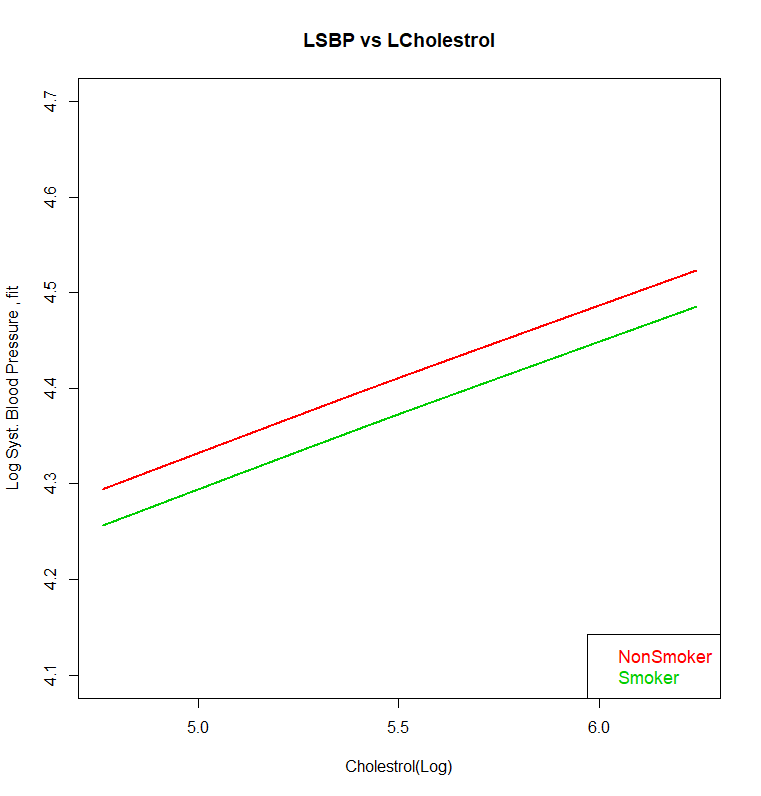 LSBP vs LCholestrol
Log Syst. Blood Pressure , fit
4.7
4.6
4.5
4.4
4.3
4.2
4.1
NonSmoker
Smoker
5.0 5.5 6.0
Cholestrol(Log)